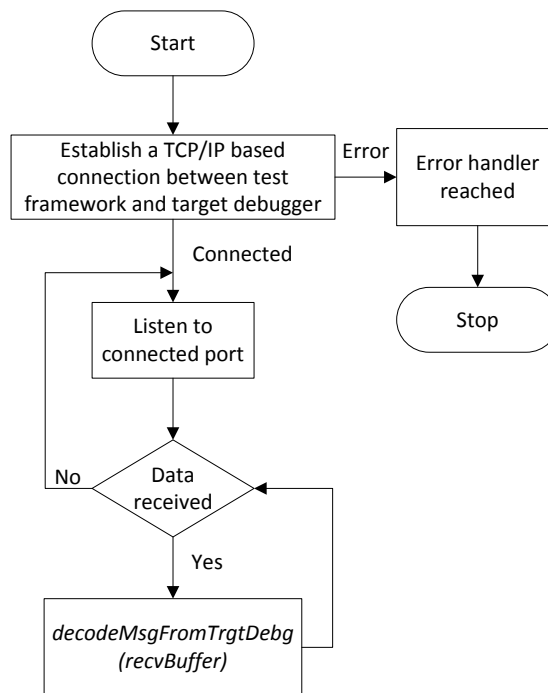 Start
Establish a TCP/IP based
connection between test
framework and target debugger
Error
Error handler
reached
Connected
Stop
Listen to
connected port
No
Data
received
Yes
decodeMsgFromTrgtDebg
(recvBuffer)